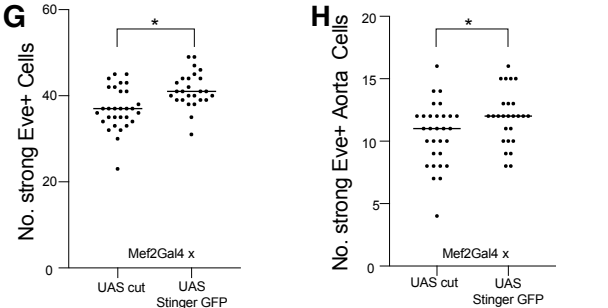 G
No. strong Eve+ Cells
60
40
20
0
*
Mef2Gal4 x
UAS cut
UAS
Stinger GFP
H
No. strong Eve+ Aorta Cells
20
15
10
5
0
*
Mef2Gal4 x
UAS cut
UAS
Stinger GFP